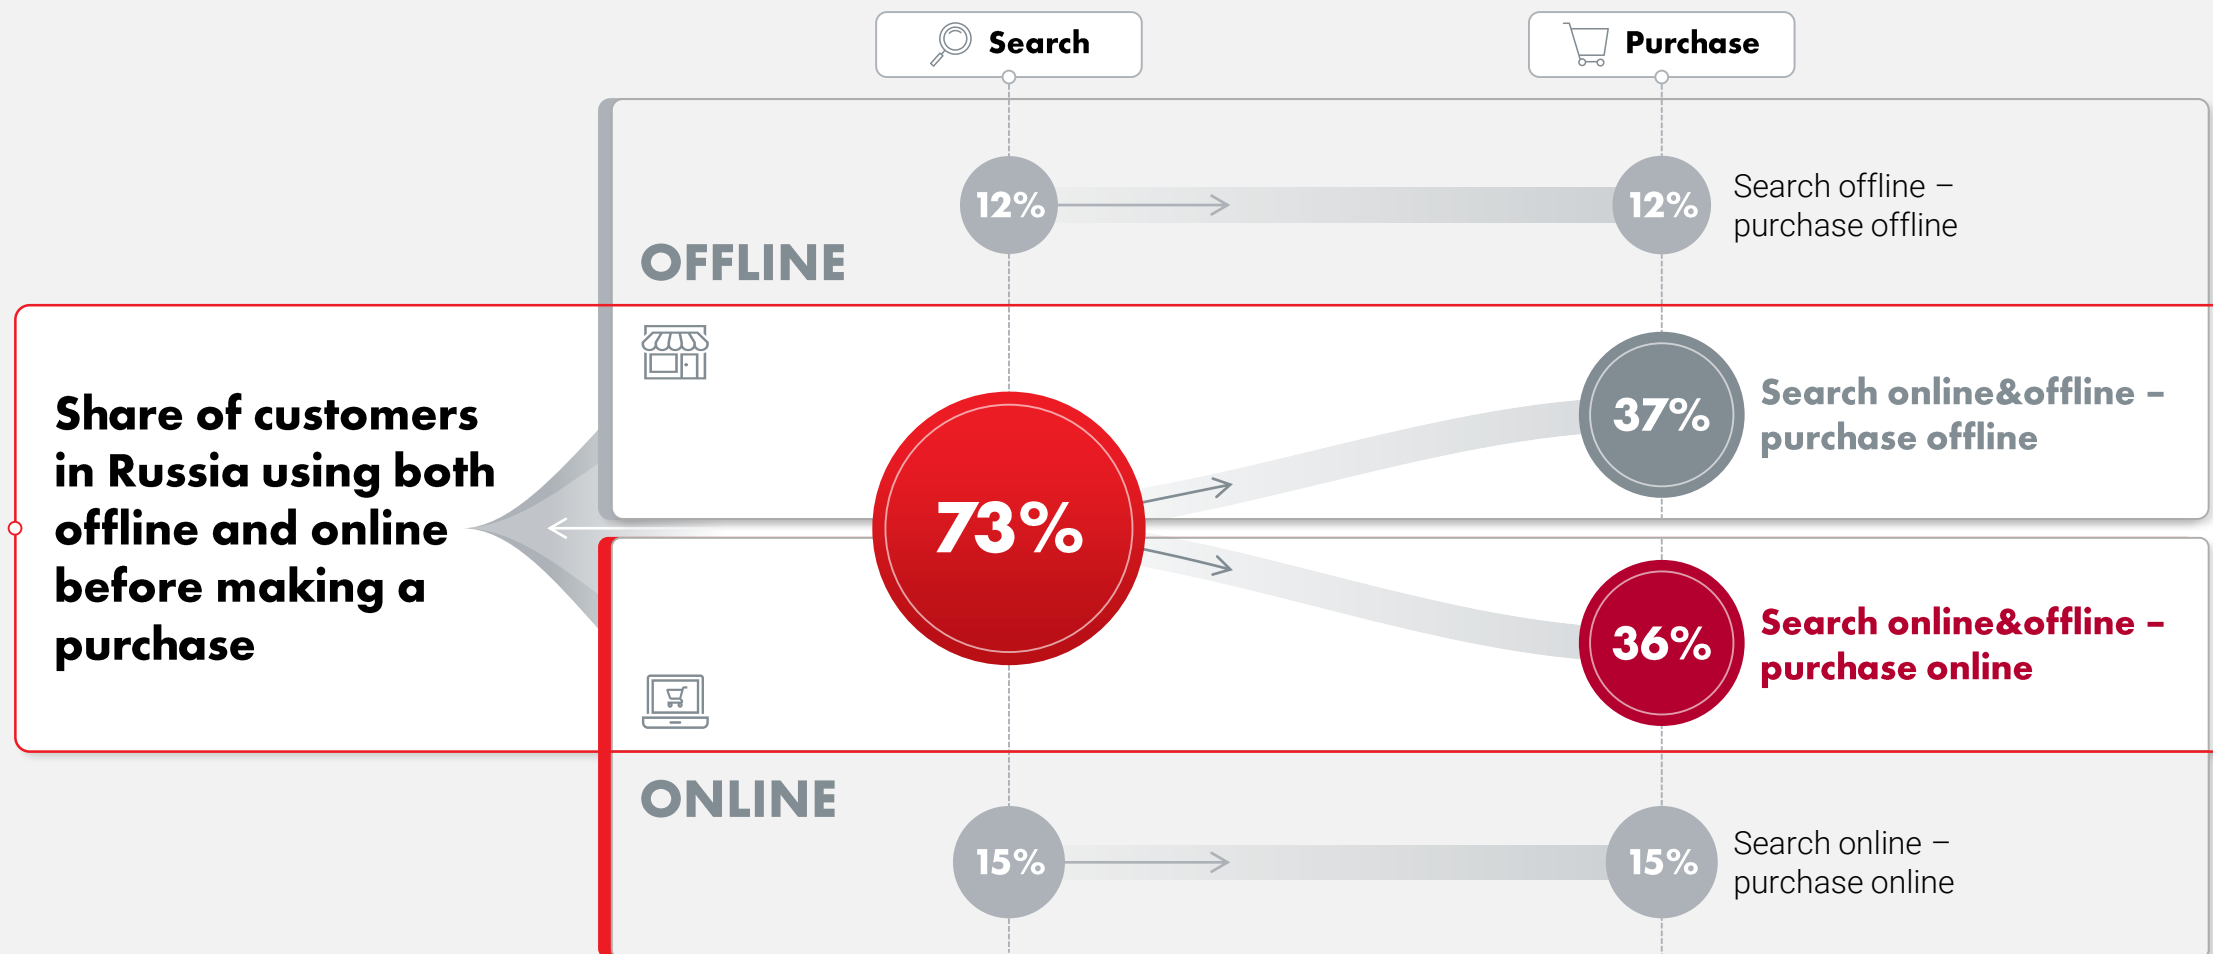 Search
Purchase
12%
12%
Search offline –
purchase offline
OFFLINE
37%
Search online&offline –
purchase offline
Share of customers
in Russia using both
offline and online
before making a
purchase
73%
36%
Search online&offline –
purchase online
ONLINE
15%
15%
Search online –
purchase online